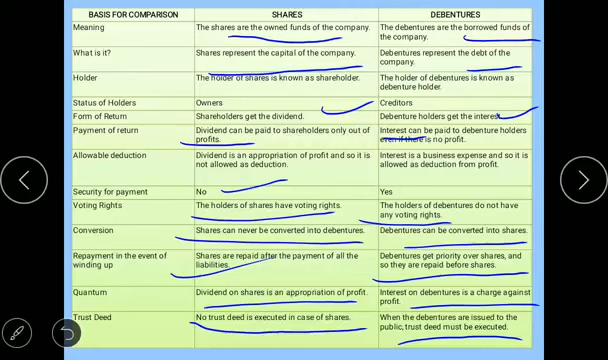 BASIS FOR COMPARISON SHARES DEBENTURES
Meaning The shares are the owned funds of the company. The debentures are the borrowed funds of
the company.
What is it? Shares represent the capital of the company. Debentures represent the debt of the
company.
Holder The holder of shares is known as shareholder. The holder of debentures is known as
debenture holder.
Status of Holders Owners Creditors
Form of Return Shareholders get the dividend. Debenture holders get the interest.
Payment of return Dividend can be paid to shareholders only out of Interest can be paid to debenture holders
profits. even if there is no profit.
Allowable deduction Dividend is an appropriation of profit and so it is Interest is a business expense and so it is
not allowed as deduction. allowed as deduction from profit.
Security for payment No Yes
Voting Rights The holders of shares have voting rights. The holders of debentures do not have
any voting rights.
Conversion Shares can never be converted into debentures. Debentures can be converted into shares.
Repayment in the event of Shares are repaid after the payment of all the Debentures get priority over shares, and
winding up liabilities. so they are repaid before shares.
Quantum Dividend on shares is an appropriation of profit. Interest on debentures is a charge against
profit.
Trust Deed No trust deed is executed in case of shares. When the debentures are issued to the
public, trust deed must be executed.